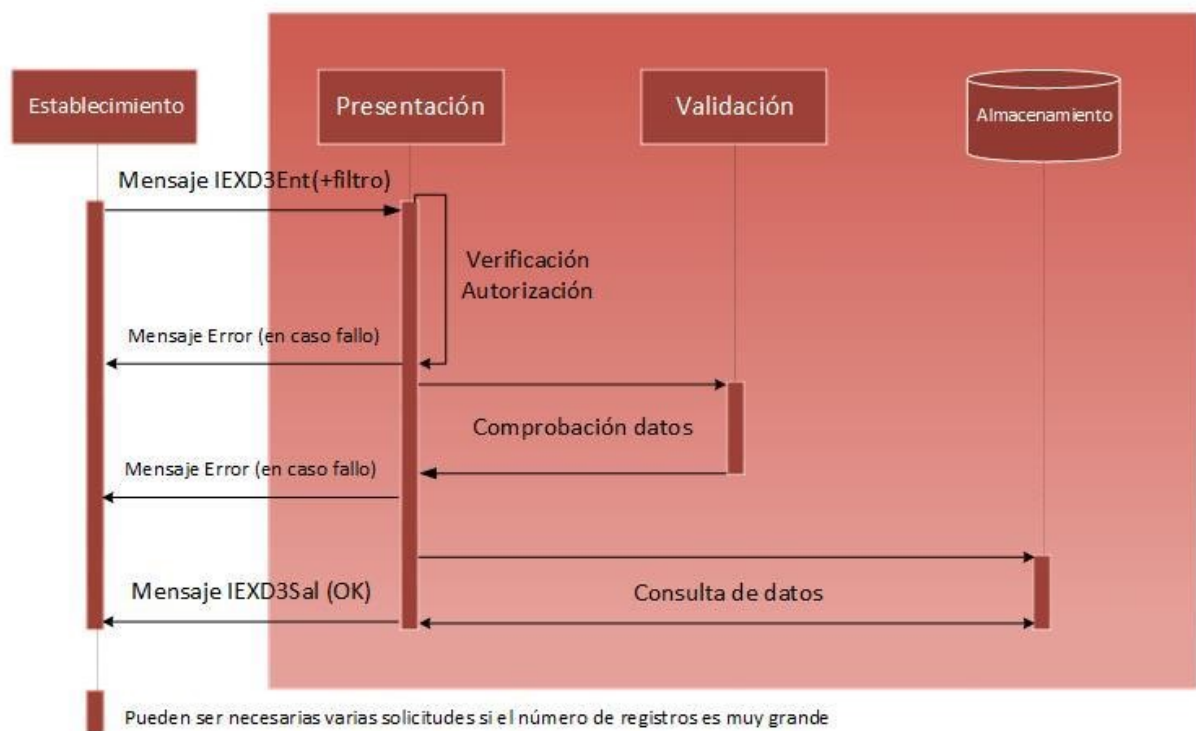 Establecimiento
Presentación
Validación
Almacenamiento
Mensaje IEXD3Ent(+filtro)
Verificación
Autorización
Mensaje Error (en caso fallo)
Comprobación datos
Mensaje Error (en caso fallo)
Mensaje IEXD3Sal (OK)
Consulta de datos
Pueden ser necesarias varias solicitudes si el número de registros es muy grande